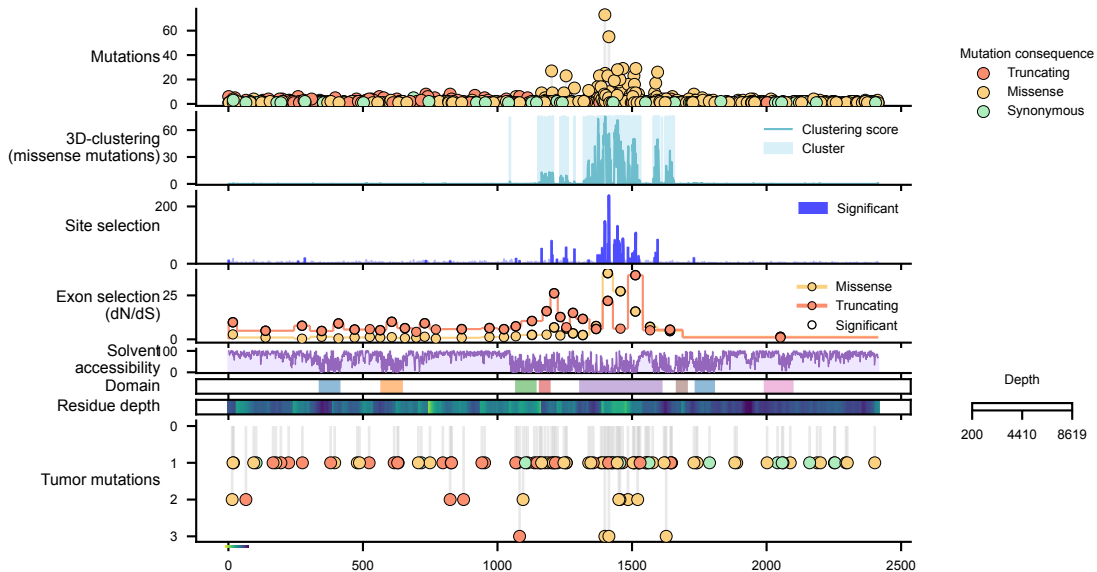 Mutations
60
40
20
0
Mutation consequence
Truncating
Missense
Synonymous
3D-clustering
(missense mutations)
60
30
0
Clustering score
Cluster
Site selection
200
0
Significant
Exon selection
(dN/dS)
25
0
Missense
Truncating
Significant
Solvent
accessibility
100
0
Domain
Residue depth
Depth
200
4410
8619
Tumor mutations
0
1
2
3
0
500
1000
1500
2000
2500